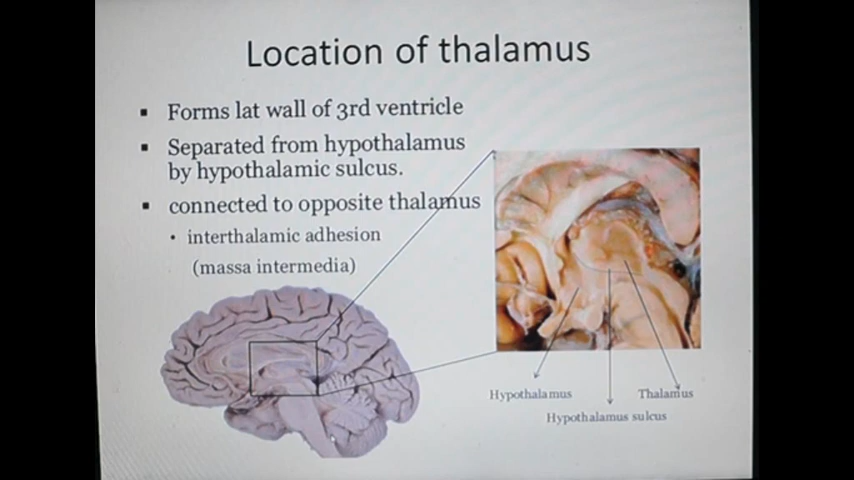 Location of thalamus
▪ Forms lat wall of 3rd ventricle
▪ Separated from hypothalamus
by hypothalamic sulcus.
▪ connected to opposite thalamus
• interthalamic adhesion
(massa intermedia)
Hypothalamus
Thalamus
Hypothalamus sulcus